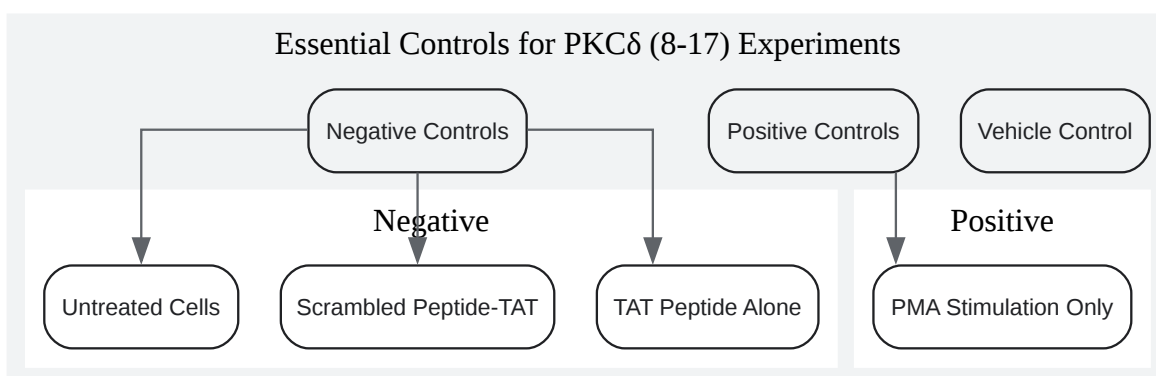 Essential Controls for PKCδ (8-17) Experiments
Negative Controls
Positive Controls
Vehicle Control
Negative
Positive
Untreated Cells
Scrambled Peptide-TAT
TAT Peptide Alone
PMA Stimulation Only